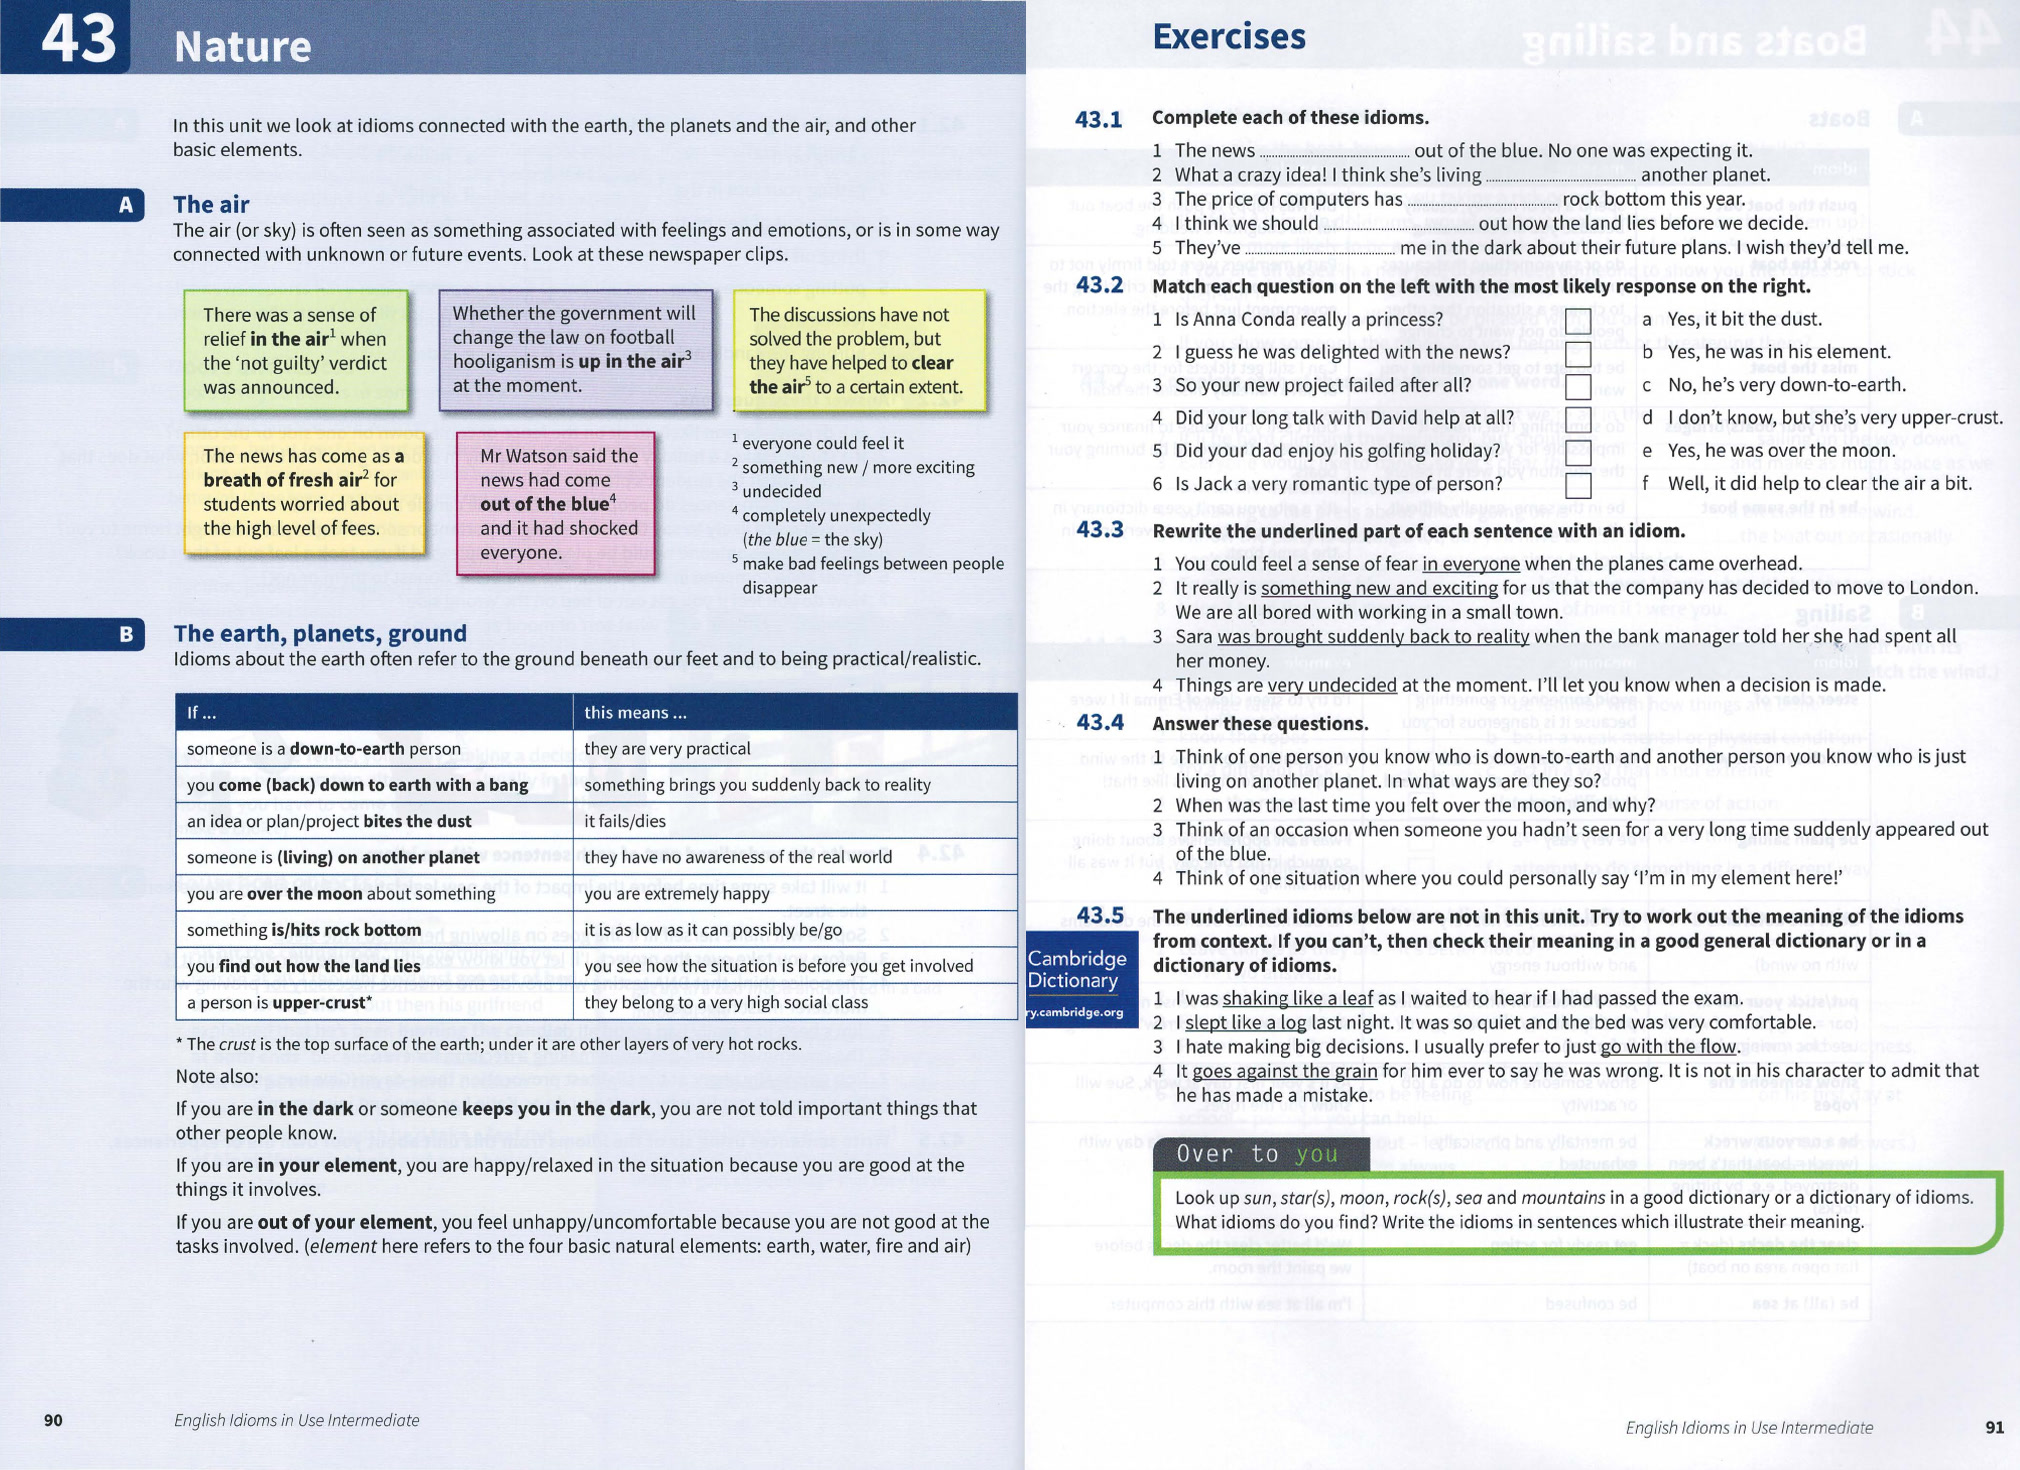 43
Nature
In this unit we look at idioms connected with the earth, the planets and the air, and other
basic elements.
A
The air
The air (or sky) is often seen as something associated with feelings and emotions, or is in some way
connected with unknown or future events. Look at these newspaper clips.
There was a sense of
relief in the air¹ when
the ‘not guilty’ verdict
was announced.
Whether the government will
change the law on football
hooliganism is up in the air³
at the moment.
The discussions have not
solved the problem, but
they have helped to clear
the air⁵ to a certain extent.
The news has come as a
breath of fresh air² for
students worried about
the high level of fees.
Mr Watson said the
news had come
out of the blue⁴
and it had shocked
everyone.
¹ everyone could feel it
² something new / more exciting
³ undecided
⁴ completely unexpectedly
(the blue = the sky)
⁵ make bad feelings between people
disappear
B
The earth, planets, ground
Idioms about the earth often refer to the ground beneath our feet and to being practical/realistic.
If ... this means ...
someone is a down-to-earth person they are very practical
you come (back) down to earth with a bang something brings you suddenly back to reality
an idea or plan/project bites the dust it fails/dies
someone is (living) on another planet they have no awareness of the real world
you are over the moon about something you are extremely happy
something is/hits rock bottom it is as low as it can possibly be/go
you find out how the land lies you see how the situation is before you get involved
a person is upper-crust* they belong to a very high social class
* The crust is the top surface of the earth; under it are other layers of very hot rocks.
Note also:
If you are in the dark or someone keeps you in the dark, you are not told important things that
other people know.
If you are in your element, you are happy/relaxed in the situation because you are good at the
things it involves.
If you are out of your element, you feel unhappy/uncomfortable because you are not good at the
tasks involved. (element here refers to the four basic natural elements: earth, water, fire and air)
90 English Idioms in Use Intermediate
Exercises
43.1 Complete each of these idioms.
1 The news ........................ out of the blue. No one was expecting it.
2 What a crazy idea! I think she’s living ........................ another planet.
3 The price of computers has ........................ rock bottom this year.
4 I think we should ........................ out how the land lies before we decide.
5 They’ve ........................ me in the dark about their future plans. I wish they’d tell me.
43.2 Match each question on the left with the most likely response on the right.
1 Is Anna Conda really a princess? a Yes, it bit the dust.
2 I guess he was delighted with the news? b Yes, he was in his element.
3 So your new project failed after all? c No, he’s very down-to-earth.
4 Did your long talk with David help at all? d I don’t know, but she’s very upper-crust.
5 Did your dad enjoy his golfing holiday? e Yes, he was over the moon.
6 Is Jack a very romantic type of person? f Well, it did help to clear the air a bit.
43.3 Rewrite the underlined part of each sentence with an idiom.
1 You could feel a sense of fear in everyone when the planes came overhead.
2 It really is something new and exciting for us that the company has decided to move to London.
We are all bored with working in a small town.
3 Sara was brought suddenly back to reality when the bank manager told her she had spent all
her money.
4 Things are very undecided at the moment. I’ll let you know when a decision is made.
43.4 Answer these questions.
1 Think of one person you know who is down-to-earth and another person you know who is just
living on another planet. In what ways are they so?
2 When was the last time you felt over the moon, and why?
3 Think of an occasion when someone you hadn’t seen for a very long time suddenly appeared out
of the blue.
4 Think of one situation where you could personally say ‘I’m in my element here!’
43.5 The underlined idioms below are not in this unit. Try to work out the meaning of the idioms
from context. If you can’t, then check their meaning in a good general dictionary or in a
dictionary of idioms.
Cambridge
Dictionary
ry.cambridge.org
1 I was shaking like a leaf as I waited to hear if I had passed the exam.
2 I slept like a log last night. It was so quiet and the bed was very comfortable.
3 I hate making big decisions. I usually prefer to just go with the flow.
4 It goes against the grain for him ever to say he was wrong. It is not in his character to admit that
he has made a mistake.
Over to you
Look up sun, star(s), moon, rock(s), sea and mountains in a good dictionary or a dictionary of idioms.
What idioms do you find? Write the idioms in sentences which illustrate their meaning.
English Idioms in Use Intermediate 91